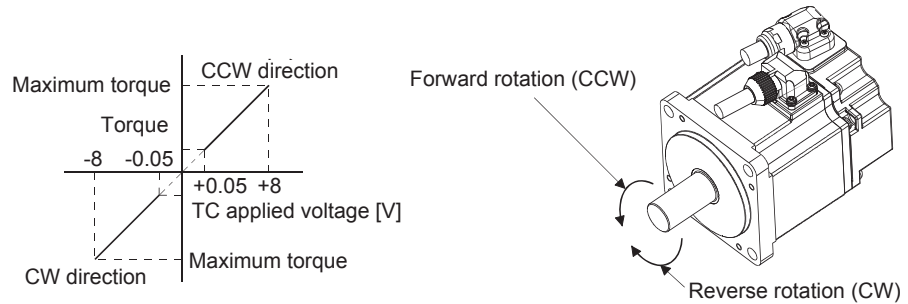 CCW direction
Maximum torque
Torque
-8
-0.05
+0.05
+8
TC applied voltage [V]
CW direction
Maximum torque
Forward rotation (CCW)
Reverse rotation (CW)